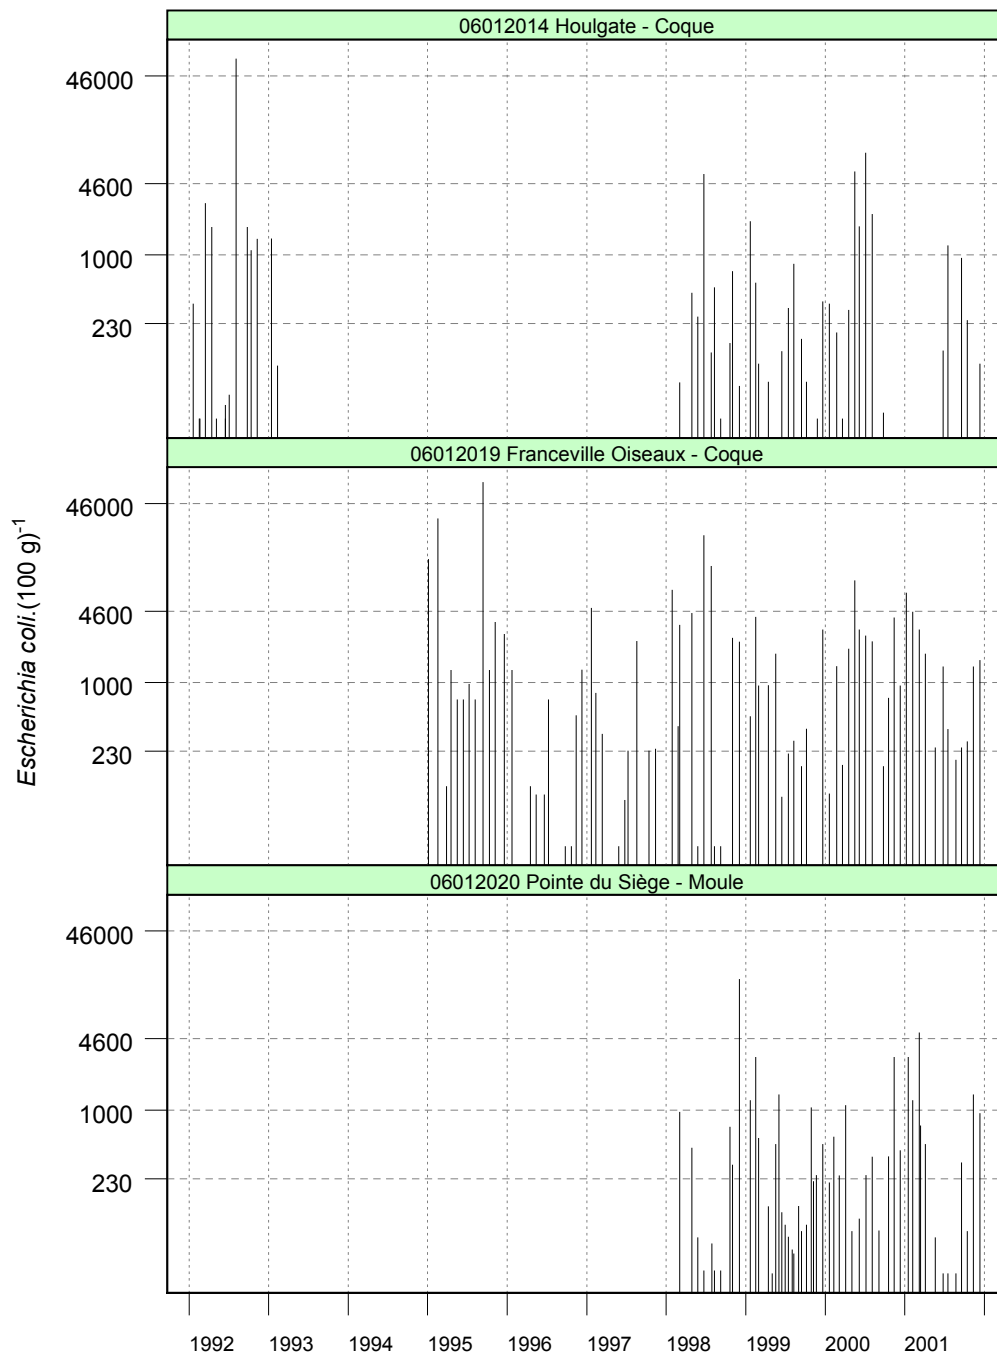 06012014 Houlgate - Coque
46000
4600
1000
230
06012019 Franceville Oiseaux - Coque
46000
4600
1000
230
Escherichia coli.(100 g)-1
06012020 Pointe du Siège - Moule
46000
4600
1000
230
1992 1993 1994 1995 1996 1997 1998 1999 2000 2001